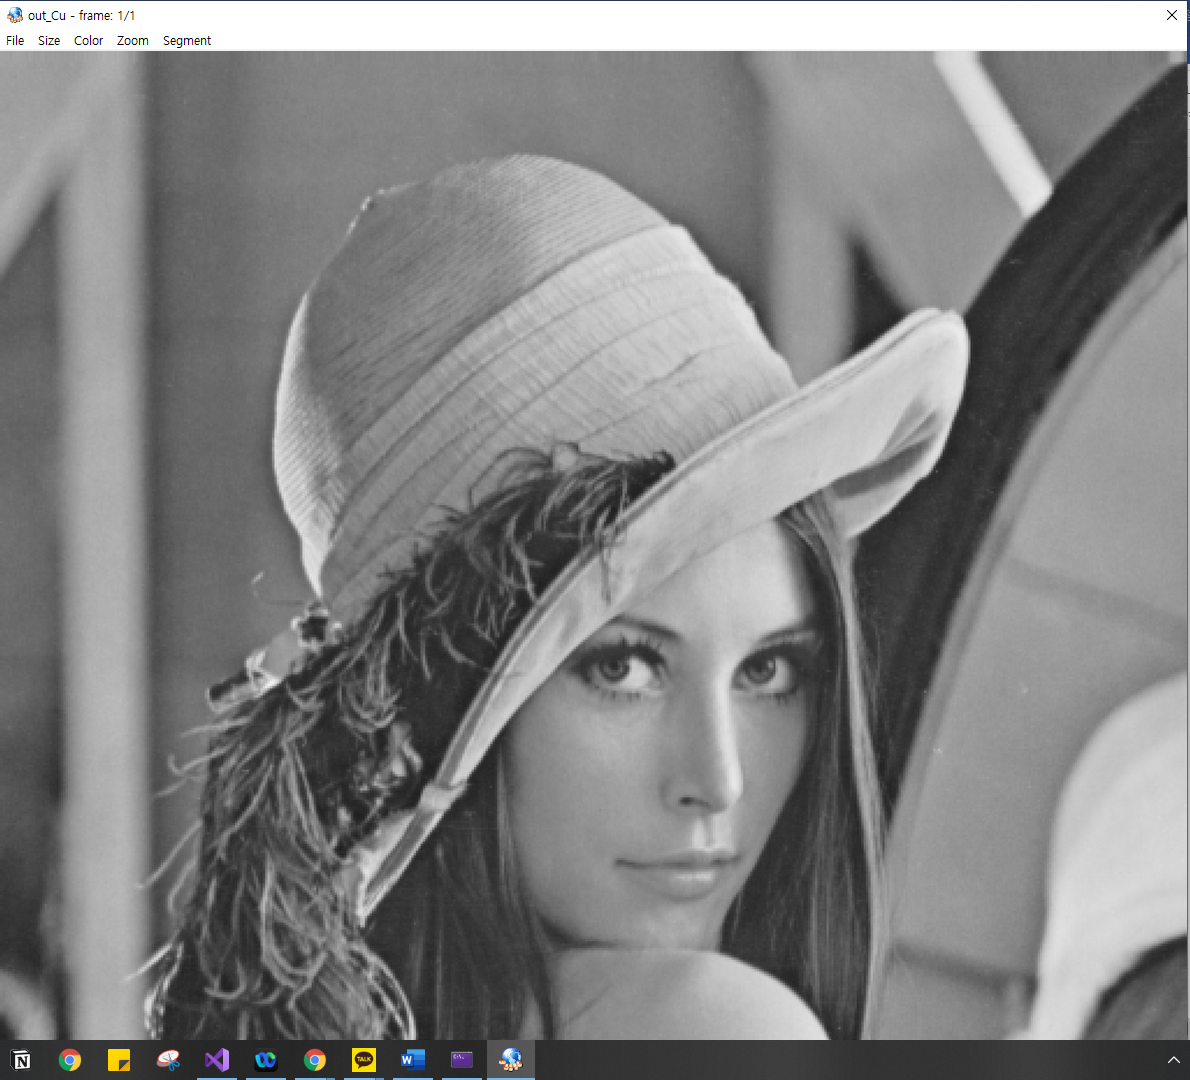 out_Cu - frame: 1/1
File Size Color Zoom Segment
N
TALK
W
C:\.